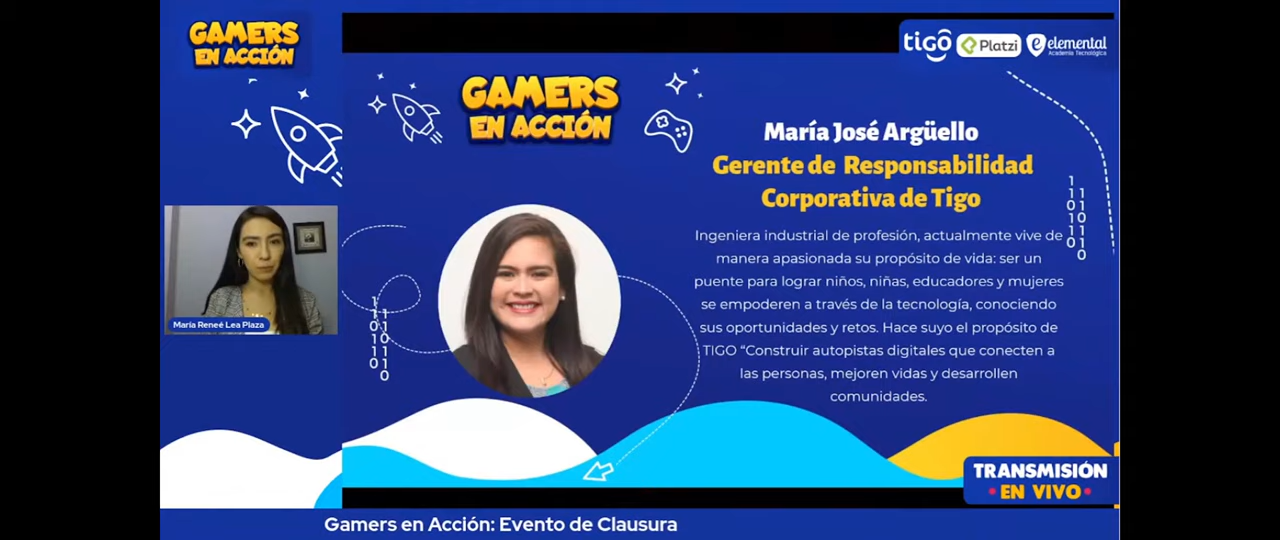 GAMERS
EN ACCIÓN
tigo
Platzi
elemental
Academia Tecnológica
GAMERS
EN ACCIÓN
María José Argüello
Gerente de Responsabilidad
Corporativa de Tigo
Ingeniera industrial de profesión, actualmente vive de
manera apasionada su propósito de vida: ser un
puente para lograr niños, niñas, educadores y mujeres
se empoderen a través de la tecnología, conociendo
sus oportunidades y retos. Hace suyo el propósito de
TIGO “Construir autopistas digitales que conecten a
las personas, mejoren vidas y desarrollen
comunidades.
María Reneé Lea Plaza
TRANSMISIÓN
EN VIVO
Gamers en Acción: Evento de Clausura